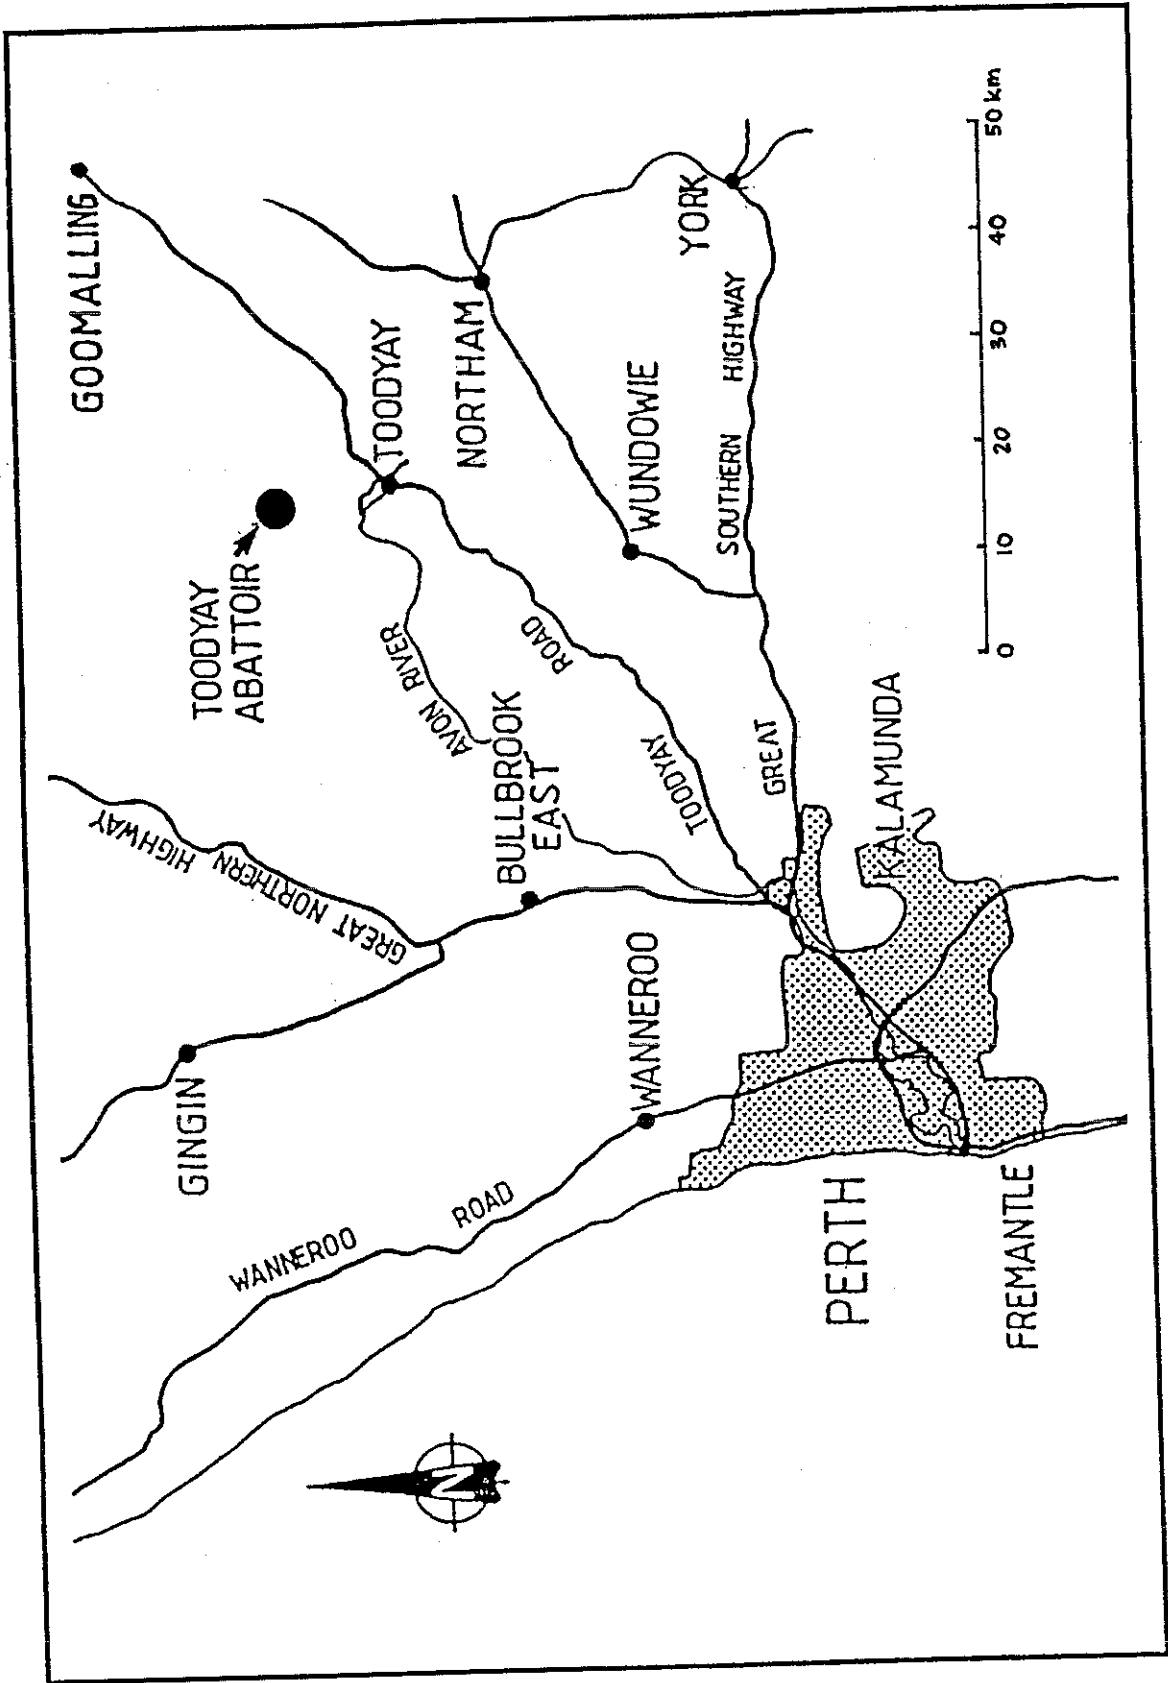 GOOMALLING
TOODYAY
ABATTOIR
TOODYAY
NORTHAM
YORK
WUNDOWIE
GREAT SOUTHERN HIGHWAY
TOODYAY ROAD
AVON RIVER
BULLBROOK
EAST
GREAT NORTHERN HIGHWAY
GINGIN
WANNEROO
WANNEROO ROAD
KALAMUNDA
PERTH
FREMANTLE
N
0 10 20 30 40 50 km